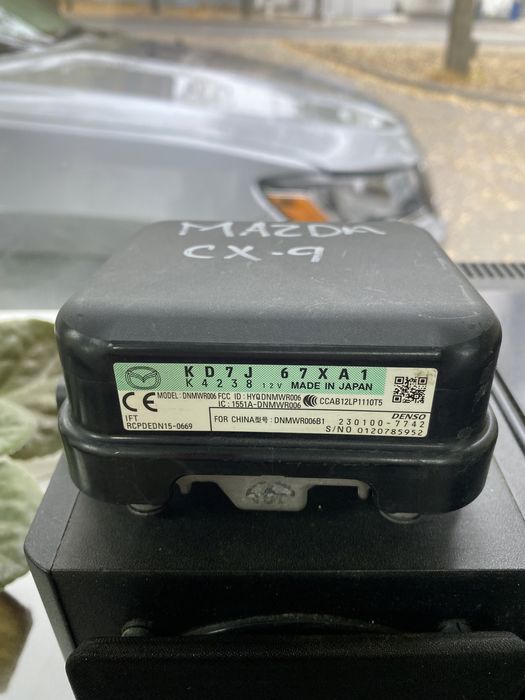 MAZDA
CX-9
KD7J 67XA1
K4238 12V MADE IN JAPAN
MODEL: DNMWR006 FCC ID : HYQDNMWR006
IC : 1551A-DNMWR006
CCAB12LP1110T5
CE
IFT
RCPDEDN15-0669
FOR CHINA型号 : DNMWR006B1
DENSO
230100-7742
S/NO 0120785952